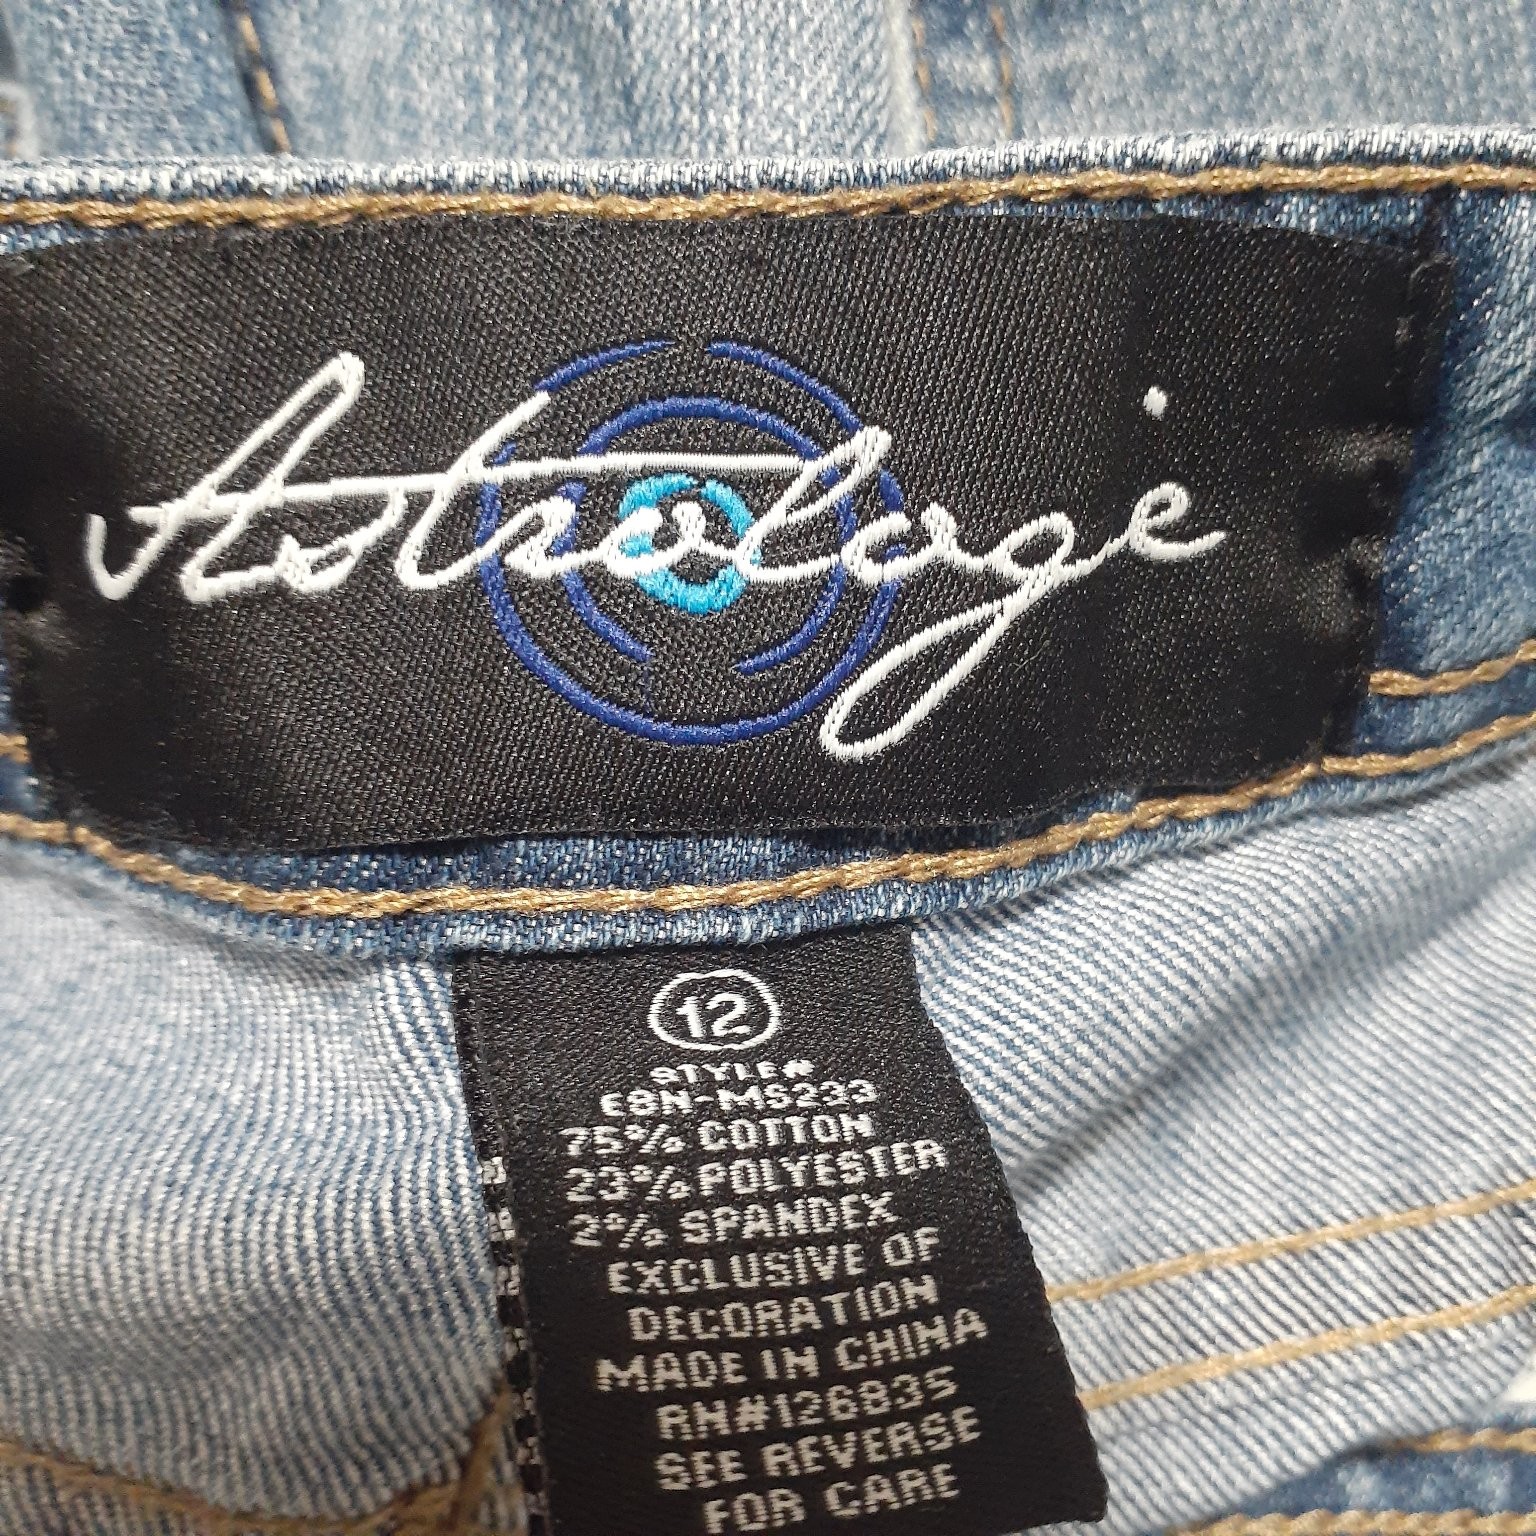 Astrologie
12
STYLE#
E8N-MS233
75% COTTON
23% POLYESTER
2% SPANDEX
EXCLUSIVE OF
DECORATION
MADE IN CHINA
RN#126835
SEE REVERSE
FOR CARE